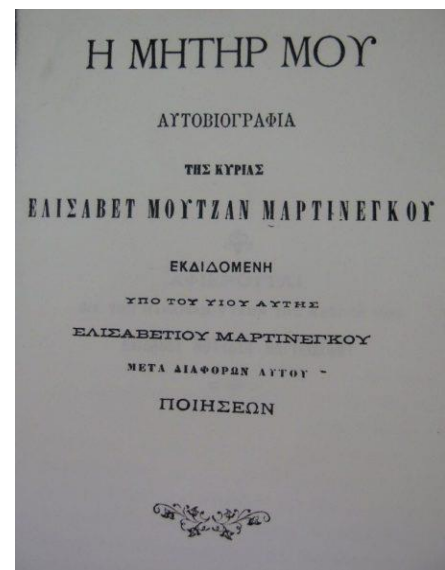 Η ΜΗΤΗΡ ΜΟΥ
ΑΥΤΟΒΙΟΓΡΑΦΙΑ
ΤΗΣ ΚΥΡΙΑΣ
ΕΛΙΣΑΒΕΤ ΜΟΥΤΖΑΝ ΜΑΡΤΙΝΕΓΚΟΥ
ΕΚΔΙΔΟΜΕΝΗ
ΥΠΟ ΤΟΥ ΥΙΟΥ ΑΥΤΗΣ
ΕΛΙΣΑΒΕΤΙΟΥ ΜΑΡΤΙΝΕΓΚΟΥ
ΜΕΤΑ ΔΙΑΦΟΡΩΝ ΑΥΤΟΥ
ΠΟΙΗΣΕΩΝ